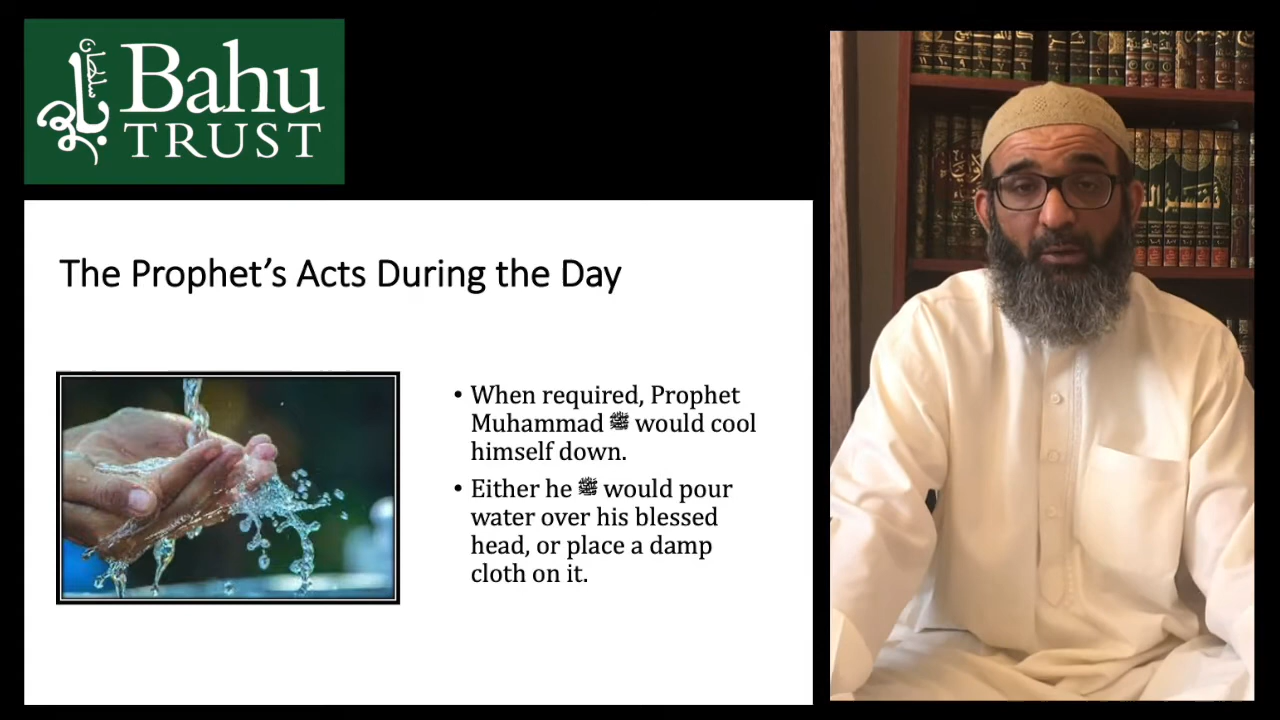 سلطان
باہو
Bahu
TRUST
The Prophet’s Acts During the Day
• When required, Prophet
Muhammad ﷺ would cool
himself down.
• Either he ﷺ would pour
water over his blessed
head, or place a damp
cloth on it.